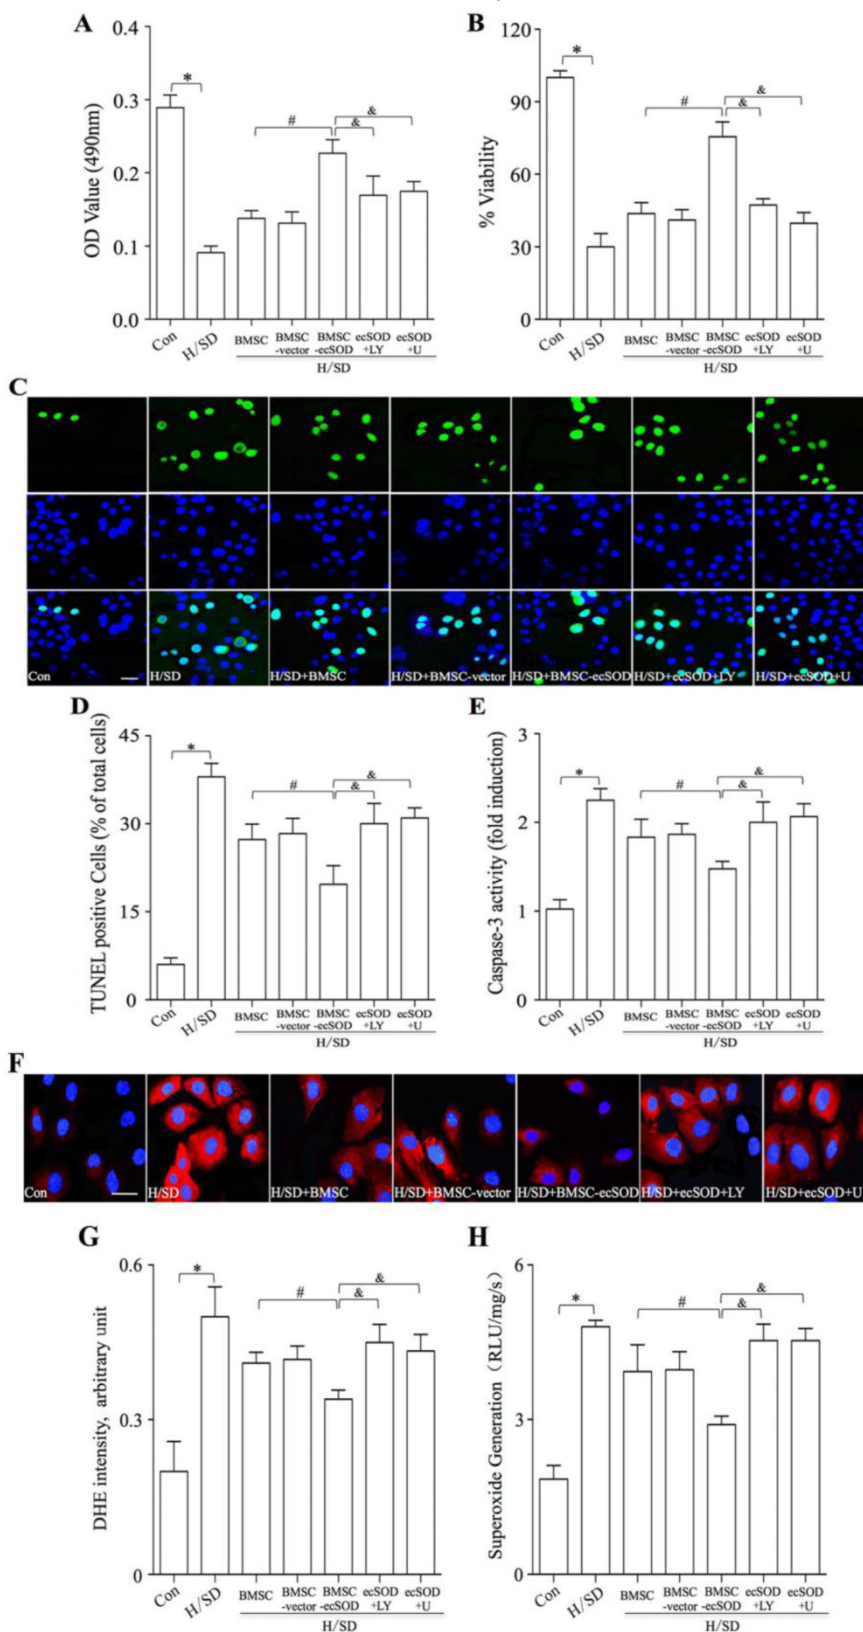 A
OD Value (490nm)
0.4
0.3
0.2
0.1
0.0
*
#
&
&
Con
H/SD
BMSC
BMSC
-vector
BMSC
-ecSOD
ecSOD
+LY
ecSOD
+U
H/SD
B
% Viability
120
90
60
30
0
*
#
&
&
Con
H/SD
BMSC
BMSC
-vector
BMSC
-ecSOD
ecSOD
+LY
ecSOD
+U
H/SD
C
Con
H/SD
H/SD+BMSC
H/SD+BMSC-vector
H/SD+BMSC-ecSOD
H/SD+ecSOD+LY
H/SD+ecSOD+U
D
TUNEL positive Cells (% of total cells)
45
30
15
0
*
#
&
&
Con
H/SD
BMSC
BMSC
-vector
BMSC
-ecSOD
ecSOD
+LY
ecSOD
+U
H/SD
E
Caspase-3 activity (fold induction)
3
2
1
0
*
#
&
&
Con
H/SD
BMSC
BMSC
-vector
BMSC
-ecSOD
ecSOD
+LY
ecSOD
+U
H/SD
F
Con
H/SD
H/SD+BMSC
H/SD+BMSC-vector
H/SD+BMSC-ecSOD
H/SD+ecSOD+LY
H/SD+ecSOD+U
G
DHE intensity, arbitrary unit
0.6
0.3
0
*
#
&
&
Con
H/SD
BMSC
BMSC
-vector
BMSC
-ecSOD
ecSOD
+LY
ecSOD
+U
H/SD
H
Superoxide Generation（RLU/mg/s)
6
3
0
*
#
&
&
Con
H/SD
BMSC
BMSC
-vector
BMSC
-ecSOD
ecSOD
+LY
ecSOD
+U
H/SD